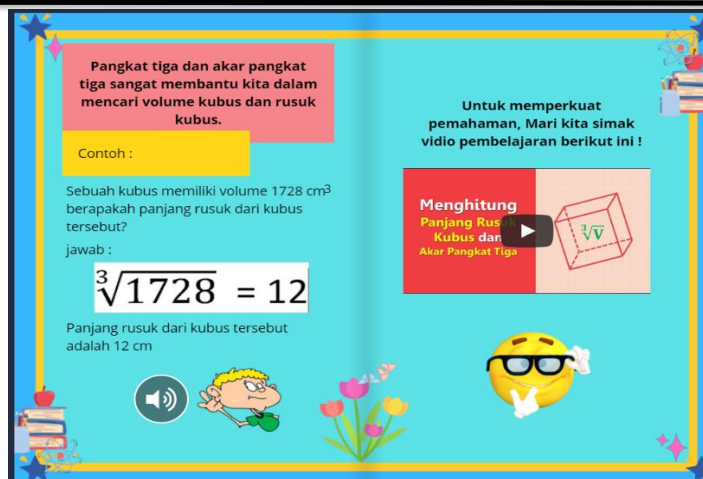 Pangkat tiga dan akar pangkat
tiga sangat membantu kita dalam
mencari volume kubus dan rusuk
kubus.
Contoh :
Sebuah kubus memiliki volume 1728 cm³
berapakah panjang rusuk dari kubus
tersebut?
jawab :
∛1728 = 12
Panjang rusuk dari kubus tersebut
adalah 12 cm
Untuk memperkuat
pemahaman, Mari kita simak
vidio pembelajaran berikut ini !
Menghitung
Panjang Rusuk
Kubus dan
Akar Pangkat Tiga
∛V